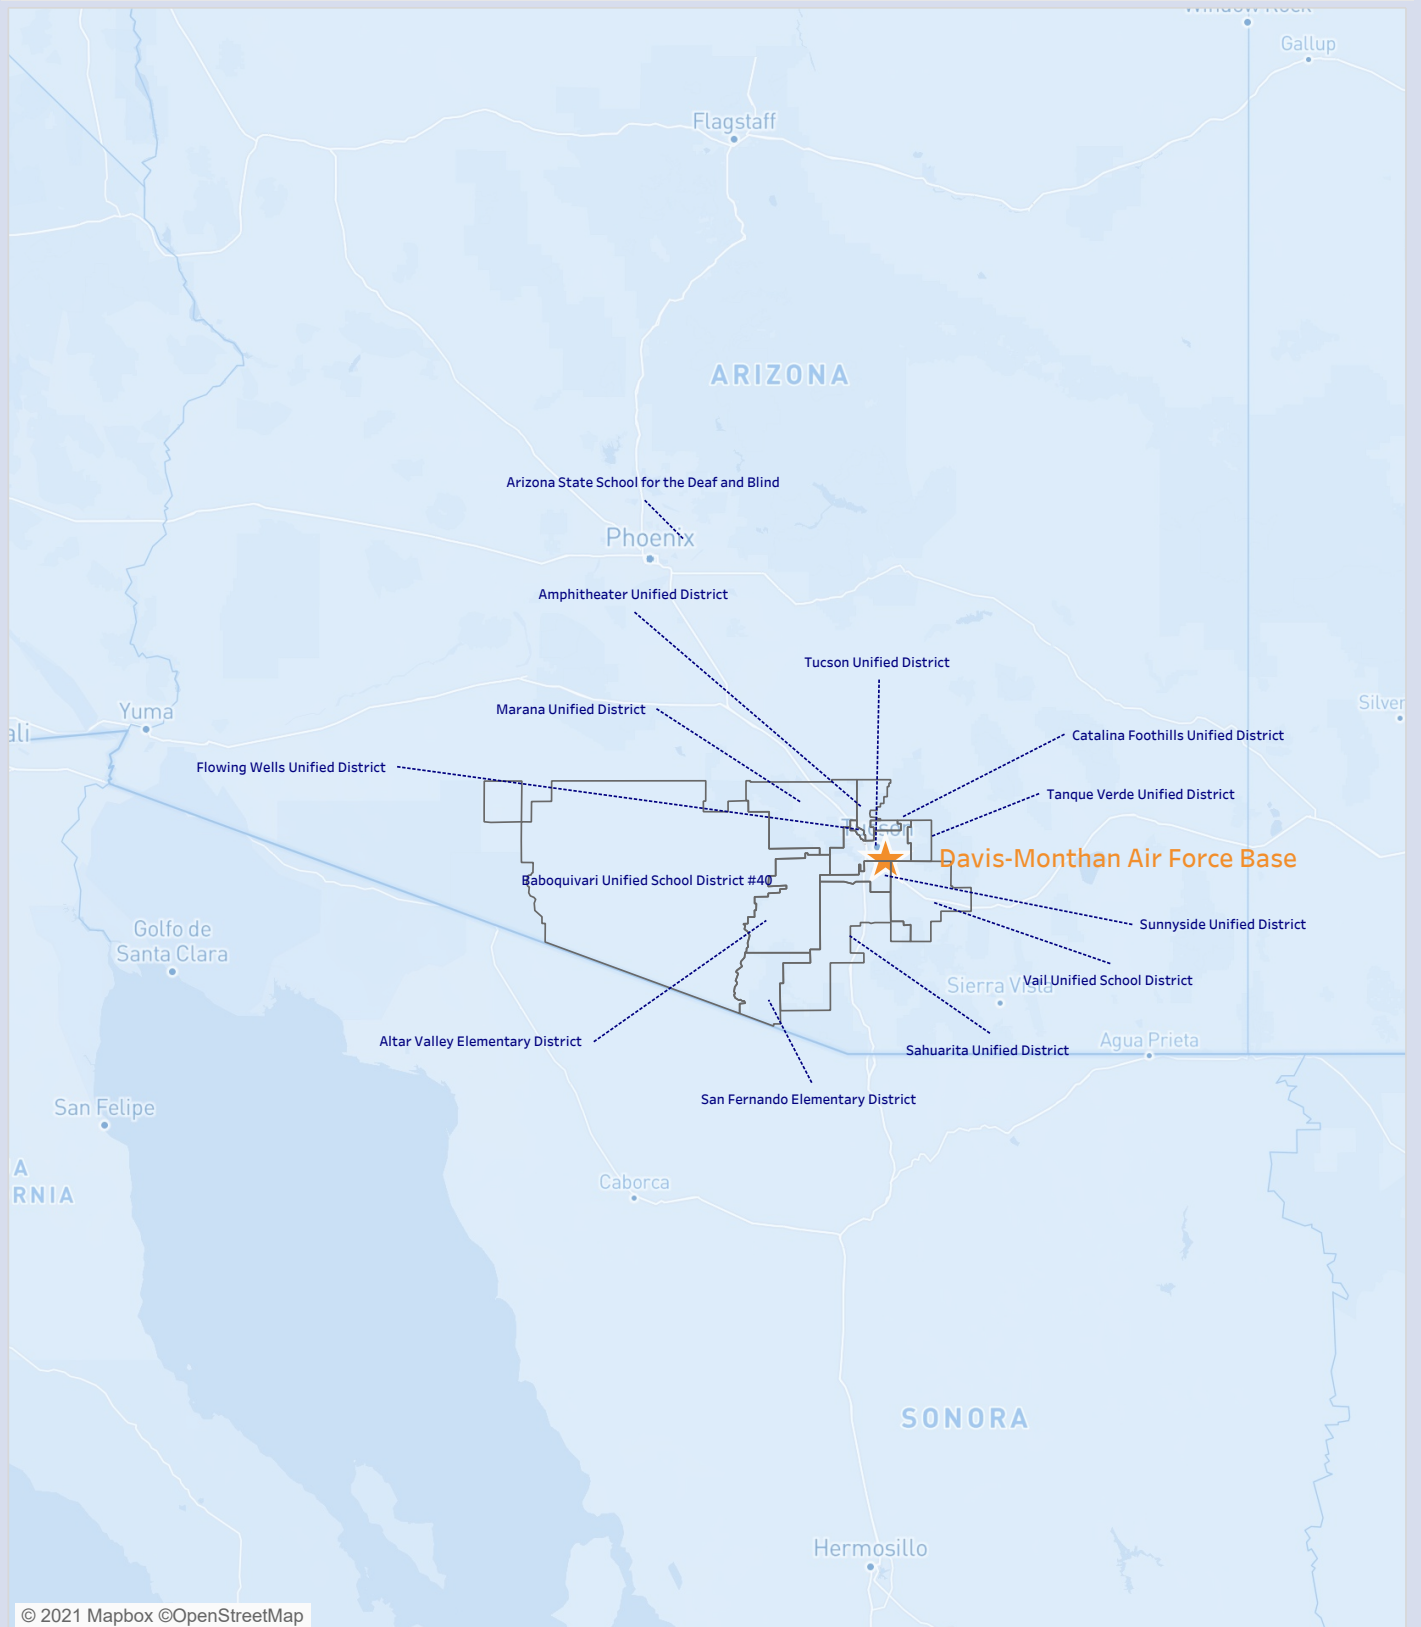 Window Rock
Gallup
Flagstaff
ARIZONA
Arizona State School for the Deaf and Blind
Phoenix
Amphitheater Unified District
Tucson Unified District
Silver
Marana Unified District
Yuma
ali
Catalina Foothills Unified District
Flowing Wells Unified District
Tanque Verde Unified District
Tucson
Davis-Monthan Air Force Base
Baboquivari Unified School District #40
Sunnyside Unified District
Golfo de
Santa Clara
Vail Unified School District
Sierra Vista
Altar Valley Elementary District
Agua Prieta
Sahuarita Unified District
San Fernando Elementary District
San Felipe
A
RNIA
Caborca
SONORA
Hermosillo
© 2021 Mapbox ©OpenStreetMap